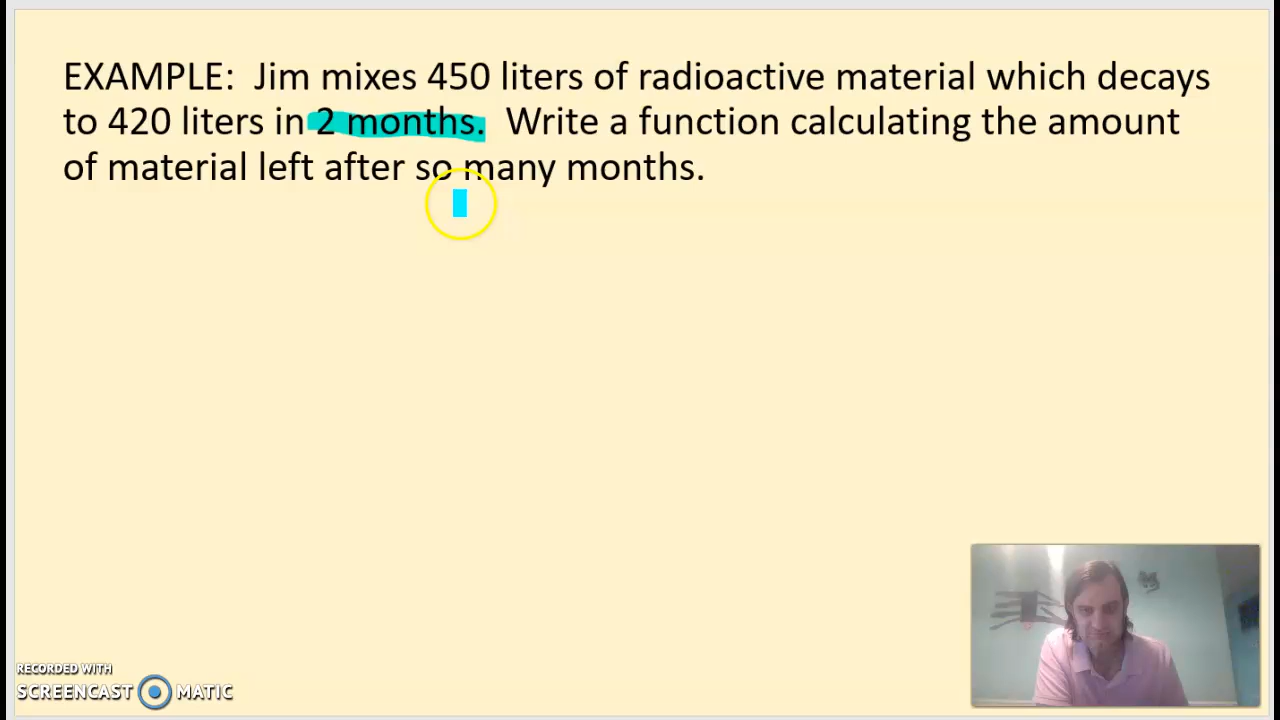 EXAMPLE:  Jim mixes 450 liters of radioactive material which decays
to 420 liters in 2 months.  Write a function calculating the amount
of material left after so many months.
RECORDED WITH
SCREENCAST MATIC